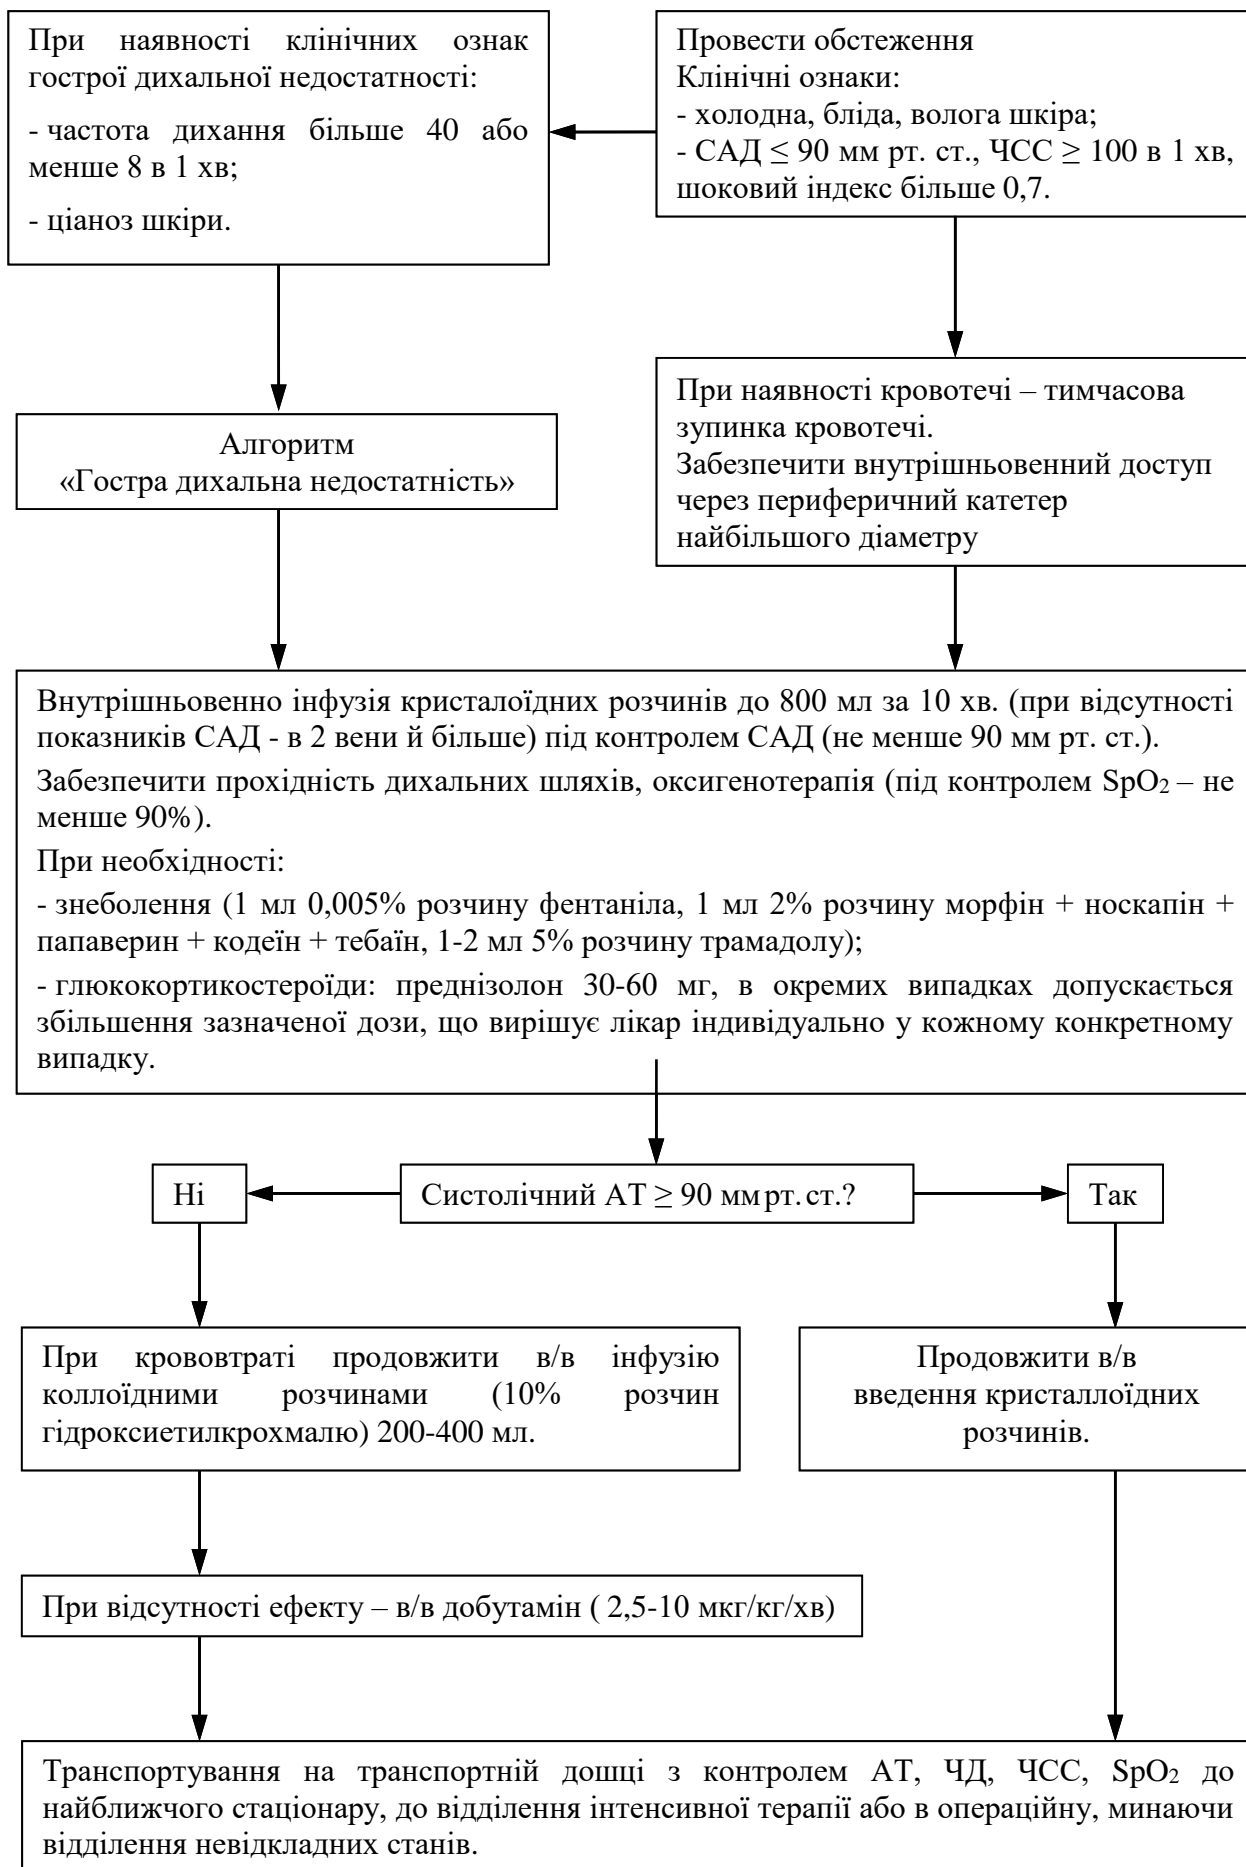 При наявності клінічних ознак
гострої дихальної недостатності:
- частота дихання більше 40 або
менше 8 в 1 хв;
- ціаноз шкіри.
Провести обстеження
Клінічні ознаки:
- холодна, бліда, волога шкіра;
- САД ≤ 90 мм рт. ст., ЧСС ≥ 100 в 1 хв,
шоковий індекс більше 0,7.
Алгоритм
«Гостра дихальна недостатність»
При наявності кровотечі – тимчасова
зупинка кровотечі.
Забезпечити внутрішньовенний доступ
через периферичний катетер
найбільшого діаметру
Внутрішньовенно інфузія кристалоїдних розчинів до 800 мл за 10 хв. (при відсутності
показників САД - в 2 вени й більше) під контролем САД (не менше 90 мм рт. ст.).
Забезпечити прохідність дихальних шляхів, оксигенотерапія (під контролем SpO₂ – не
менше 90%).
При необхідності:
- знеболення (1 мл 0,005% розчину фентаніла, 1 мл 2% розчину морфін + носкапін +
папаверин + кодеїн + тебаїн, 1-2 мл 5% розчину трамадолу);
- глюкокортикостероїди: преднізолон 30-60 мг, в окремих випадках допускається
збільшення зазначеної дози, що вирішує лікар індивідуально у кожному конкретному
випадку.
Ні
Систолічний АТ ≥ 90 мм рт. ст.?
Так
При крововтраті продовжити в/в інфузію
коллоїдними розчинами (10% розчин
гідроксиетилкрохмалю) 200-400 мл.
Продовжити в/в
введення кристаллоїдних
розчинів.
При відсутності ефекту – в/в добутамін ( 2,5-10 мкг/кг/хв)
Транспортування на транспортній дошці з контролем АТ, ЧД, ЧСС, SpO₂ до
найближчого стаціонару, до відділення інтенсивної терапії або в операційну, минаючи
відділення невідкладних станів.